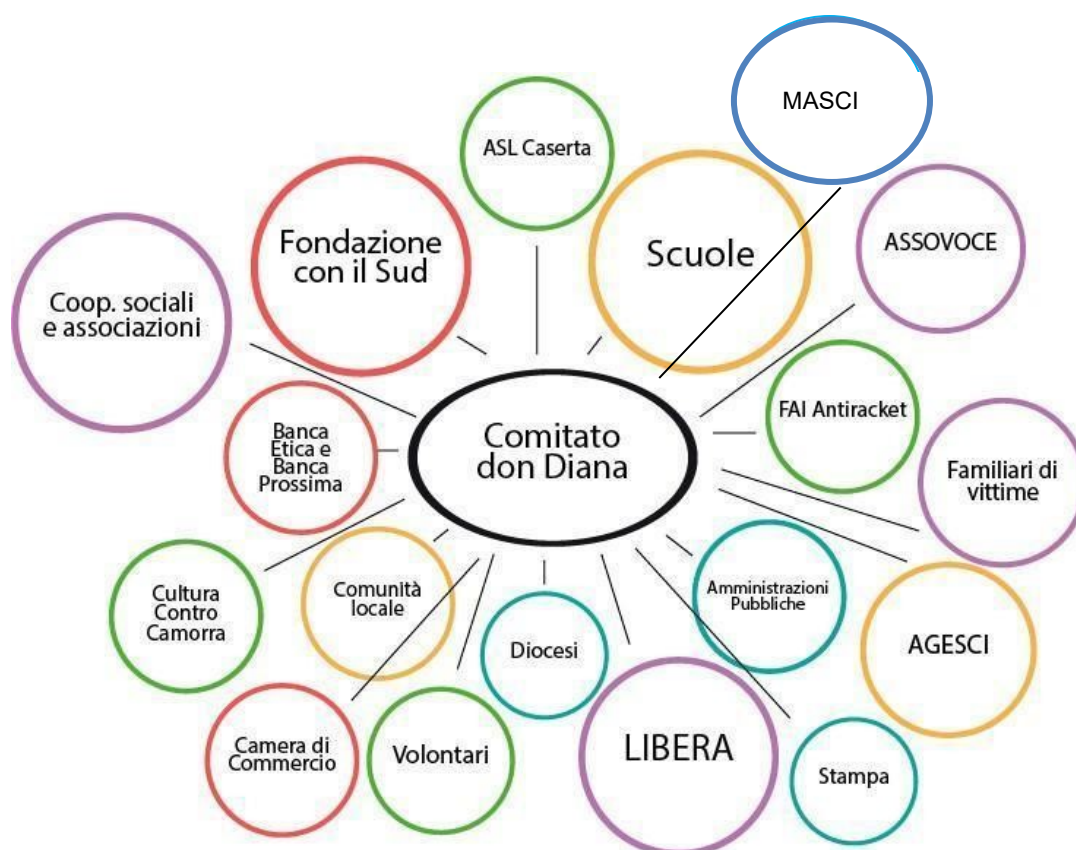 MASCI
ASL Caserta
Fondazione
con il Sud
Scuole
ASSOVOCE
Coop. sociali
e associazioni
FAI Antiracket
Banca
Etica e
Banca
Prossima
Comitato
don Diana
Familiari di
vittime
Cultura
Contro
Camorra
Comunità
locale
Amministrazioni
Pubbliche
Diocesi
AGESCI
Camera di
Commercio
Volontari
LIBERA
Stampa